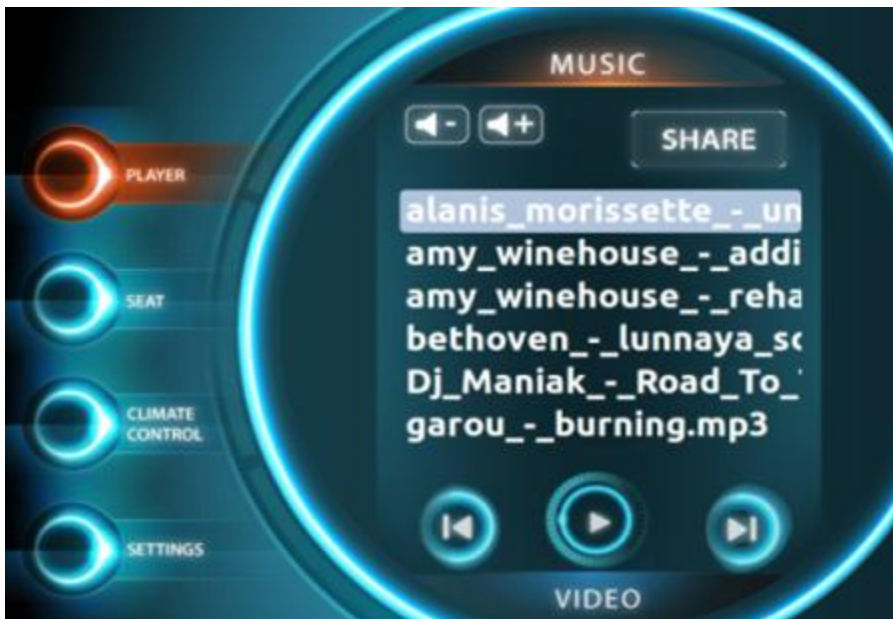 MUSIC
- +
SHARE
PLAYER
SEAT
CLIMATE
CONTROL
SETTINGS
alanis_morissette_-_un
amy_winehouse_-_addi
amy_winehouse_-_reha
bethoven_-_lunnaya_sc
Dj_Maniak_-_Road_To_
garou_-_burning.mp3
VIDEO